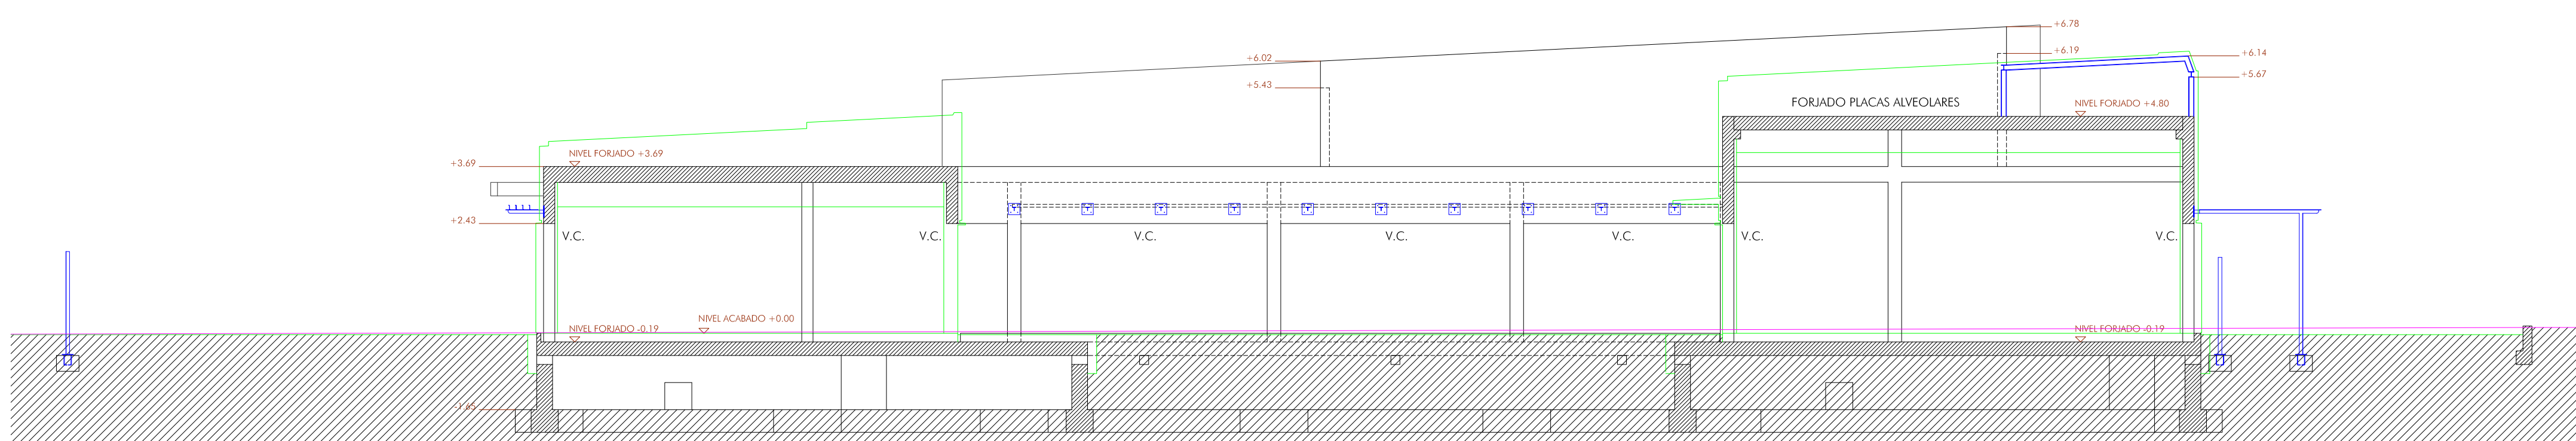 +6.78
+6.19
+6.02
+6.14
+5.67
+5.43
FORJADO PLACAS ALVEOLARES
NIVEL FORJADO +4.80
NIVEL FORJADO +3.69
+3.69
+2.43
V.C.
V.C.
V.C.
V.C.
V.C.
V.C.
V.C.
NIVEL ACABADO +0.00
NIVEL FORJADO -0.19
NIVEL FORJADO -0.19
-1.65